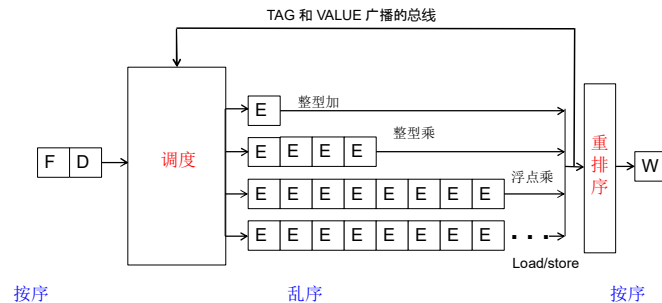 TAG 和 VALUE 广播的总线
E 整型加
E E E E 整型乘
F D 调度 重排序 W
E E E E E E E E 浮点乘
E E E E E E E E ...
Load/store
按序 乱序 按序